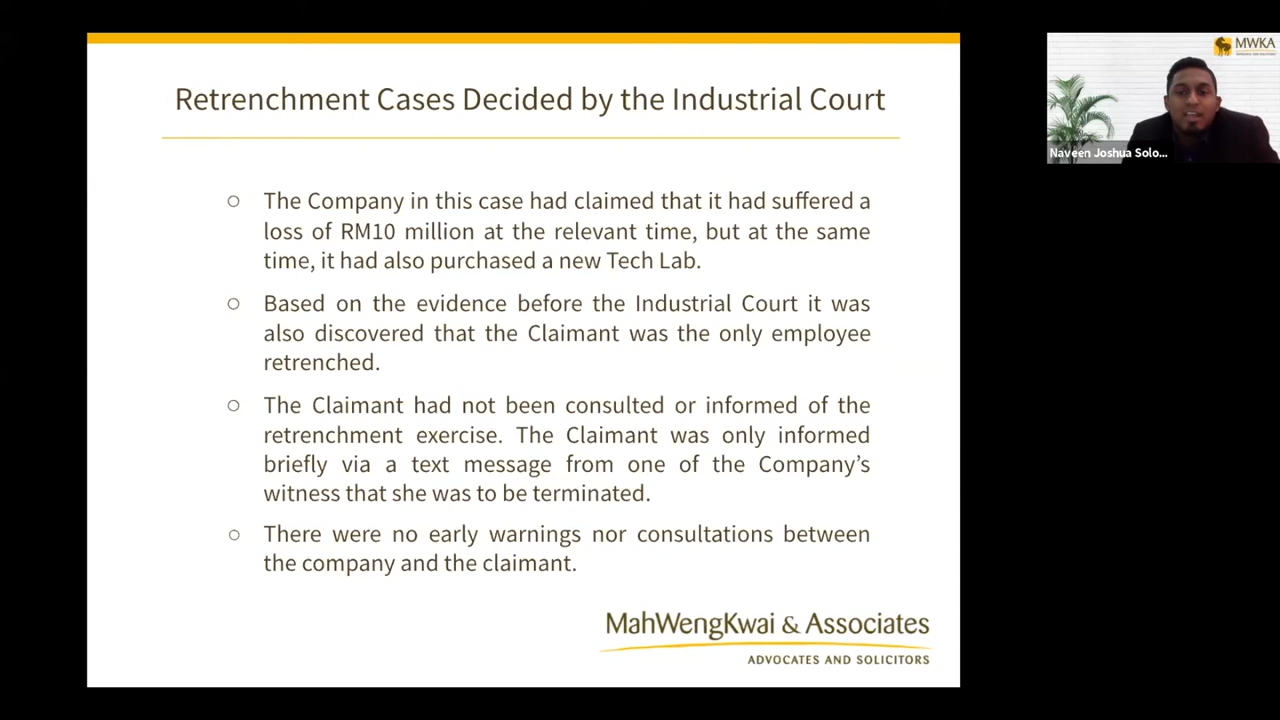 Retrenchment Cases Decided by the Industrial Court
○ The Company in this case had claimed that it had suffered a
loss of RM10 million at the relevant time, but at the same
time, it had also purchased a new Tech Lab.
○ Based on the evidence before the Industrial Court it was
also discovered that the Claimant was the only employee
retrenched.
○ The Claimant had not been consulted or informed of the
retrenchment exercise. The Claimant was only informed
briefly via a text message from one of the Company’s
witness that she was to be terminated.
○ There were no early warnings nor consultations between
the company and the claimant.
MahWengKwai & Associates
ADVOCATES AND SOLICITORS
MWKA
Naveen Joshua Solo...